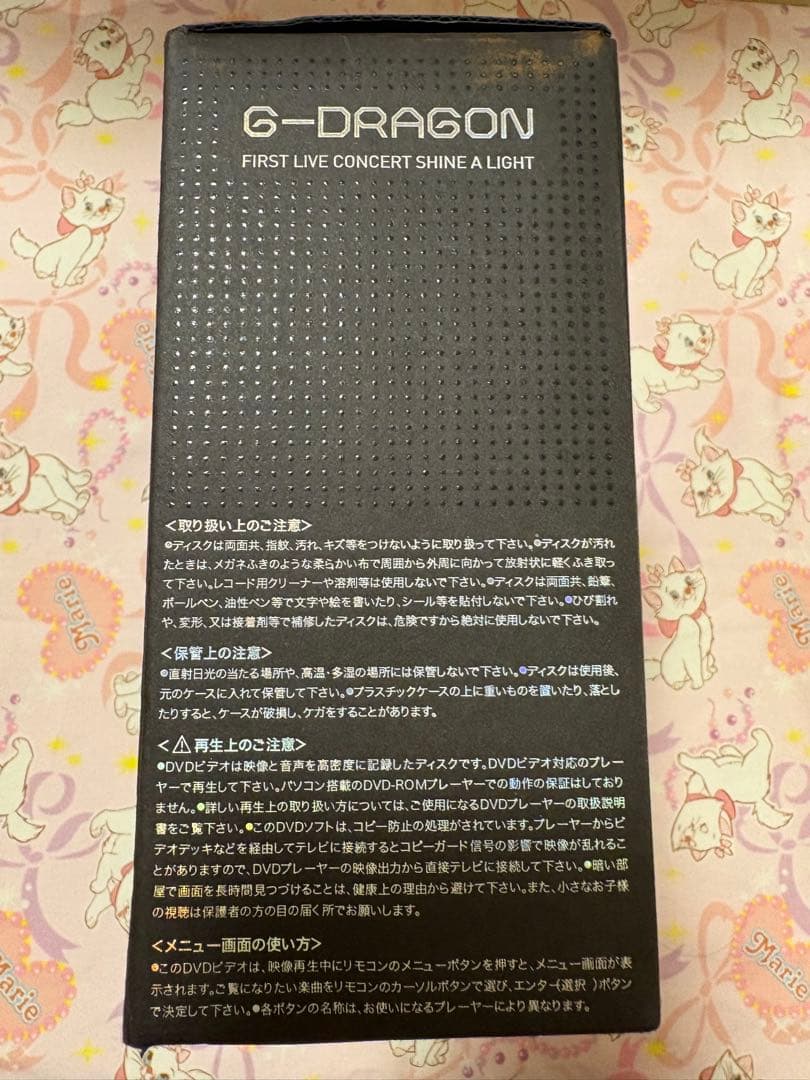 G-DRAGON
FIRST LIVE CONCERT SHINE A LIGHT
<取り扱い上のご注意>
●ディスクは両面共、指紋、汚れ、キズ等をつけないように取り扱って下さい。●ディスクが汚れ
たときは、メガネふきのような柔らかい布で内周から外周に向かって放射状に軽くふき取っ
て下さい。レコード用クリーナーや溶剤等は使用しないで下さい。●ディスクは両面共、鉛筆、
ボールペン、油性ペン等で文字や絵を書いたり、シール等を貼付しないで下さい。●ひび割れ
や、変形、又は接着剤等で補修したディスクは、危険ですから絶対に使用しないで下さい。
<保管上の注意>
●直射日光の当たる場所や、高温・多湿の場所には保管しないで下さい。●ディスクは使用後、
元のケースに入れて保管して下さい。●プラスチックケースの上に重いものを置いたり、落とし
たりすると、ケースが破損し、ケガをすることがあります。
<⚠再生上のご注意>
●DVDビデオは映像と音声を高密度に記録したディスクです。DVDビデオ対応のプレー
ヤーで再生して下さい。パソコン搭載のDVD-ROMプレーヤーでの動作の保証はしており
ません。●詳しい再生上の取り扱い方については、ご使用になるDVDプレーヤーの取扱説明
書をご覧下さい。●このDVDソフトは、コピー防止の処理がされています。プレーヤーからビ
デオデッキなどを経由してテレビに接続するとコピーガード信号の影響で映像が乱れるこ
とがありますので、DVDプレーヤーの映像出力から直接テレビに接続して下さい。●暗い部
屋で画面を長時間見つづけることは、健康上の理由から避けて下さい。また、小さなお子様
の視聴は保護者の方の目の届く所でお願いします。
<メニュー画面の使い方>
●このDVDビデオは、映像再生中にリモコンのメニューボタンを押すと、メニュー画面が表
示されます。ご覧になりたい楽曲をリモコンのカーソルボタンで選び、エンター(選択 )ボタン
で決定して下さい。●各ボタンの名称は、お使いになるプレーヤーにより異なります。
Marie
Marie
Marie
Marie